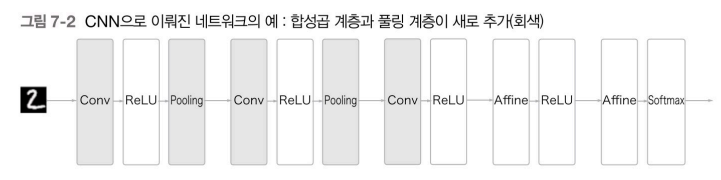 그림 7-2 CNN으로 이뤄진 네트워크의 예 : 합성곱 계층과 풀링 계층이 새로 추가(회색)
2 Conv ReLU Pooling Conv ReLU Pooling Conv ReLU Affine ReLU Affine Softmax